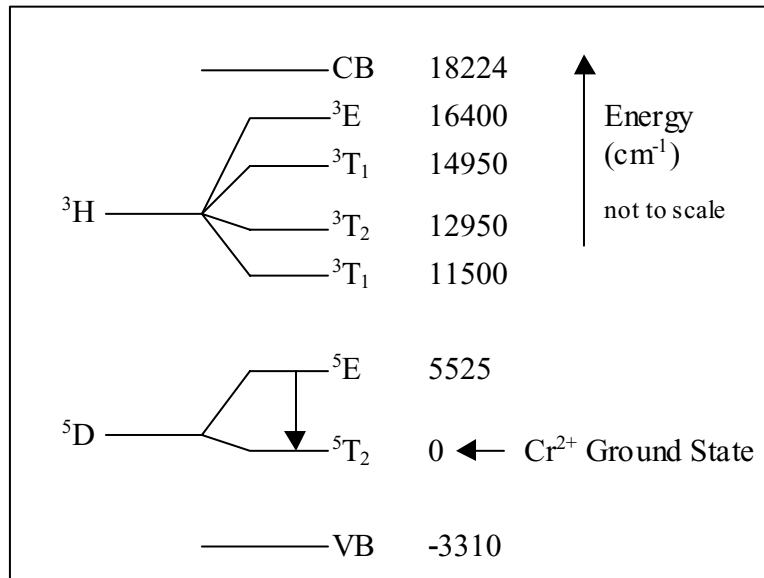 CB 18224
³E 16400
Energy
(cm⁻¹)
³T₁ 14950
³H
not to scale
³T₂ 12950
³T₁ 11500
⁵E 5525
⁵D
⁵T₂ 0 Cr²⁺ Ground State
VB -3310